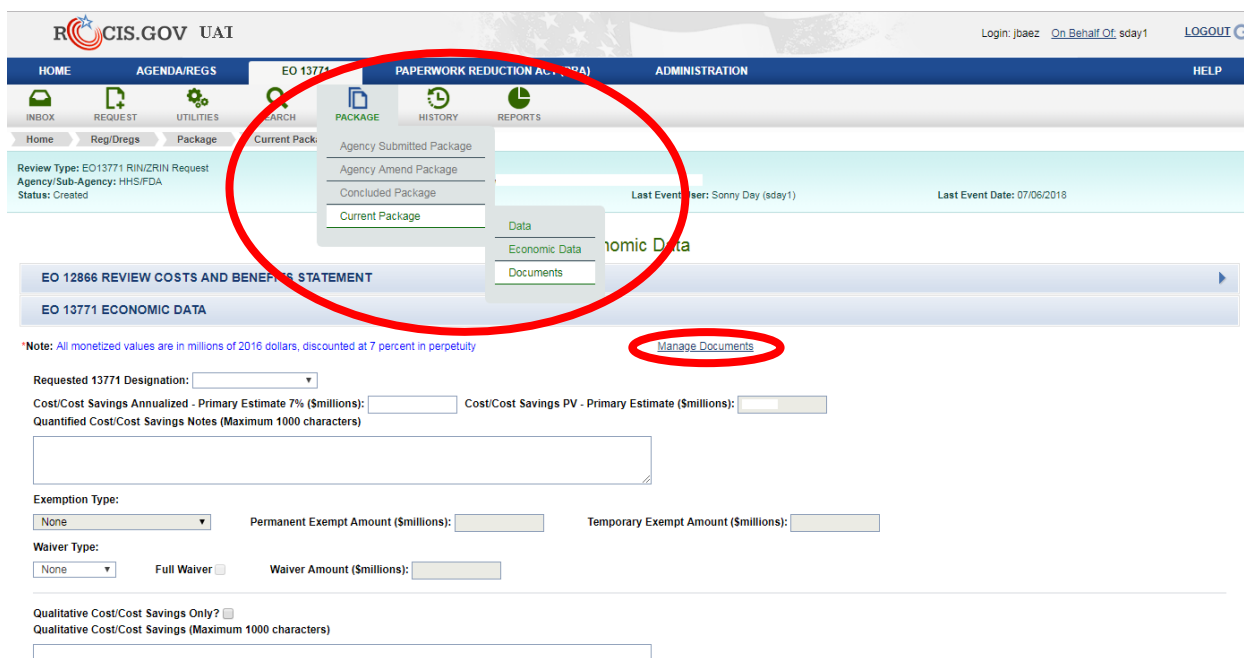 ROCIS.GOV UAT
Login: jbaez On Behalf Of: sday1 LOGOUT
HOME AGENDA/REGS EO 13771 PAPERWORK REDUCTION ACT (PRA) ADMINISTRATION HELP
INBOX REQUEST UTILITIES SEARCH PACKAGE HISTORY REPORTS
Home Reg/Dregs Package Current Packa
Agency Submitted Package
Agency Amend Package
Concluded Package
Current Package
Data
Economic Data
Documents
Review Type: EO13771 RIN/ZRIN Request
Agency/Sub-Agency: HHS/FDA
Status: Created Last Event User: Sonny Day (sday1) Last Event Date: 07/06/2018
nomic Data
EO 12866 REVIEW COSTS AND BENEFITS STATEMENT
EO 13771 ECONOMIC DATA
*Note: All monetized values are in millions of 2016 dollars, discounted at 7 percent in perpetuity Manage Documents
Requested 13771 Designation:
Cost/Cost Savings Annualized - Primary Estimate 7% ($millions): Cost/Cost Savings PV - Primary Estimate ($millions):
Quantified Cost/Cost Savings Notes (Maximum 1000 characters)
Exemption Type:
None Permanent Exempt Amount ($millions): Temporary Exempt Amount ($millions):
Waiver Type:
None Full Waiver Waiver Amount ($millions):
Qualitative Cost/Cost Savings Only?
Qualitative Cost/Cost Savings (Maximum 1000 characters)